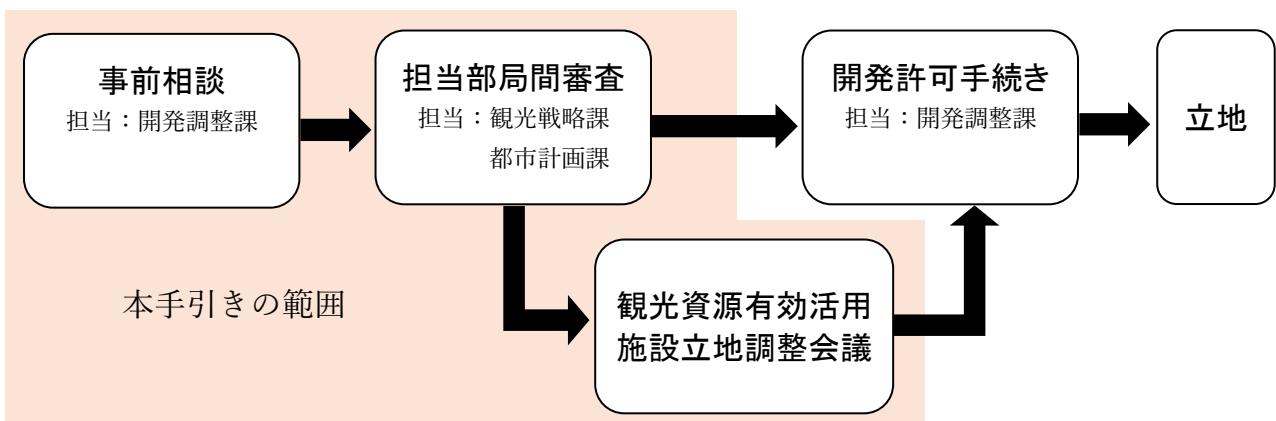 事前相談
担当：開発調整課
担当部局間審査
担当：観光戦略課
都市計画課
開発許可手続き
担当：開発調整課
立地
観光資源有効活用
施設立地調整会議
本手引きの範囲